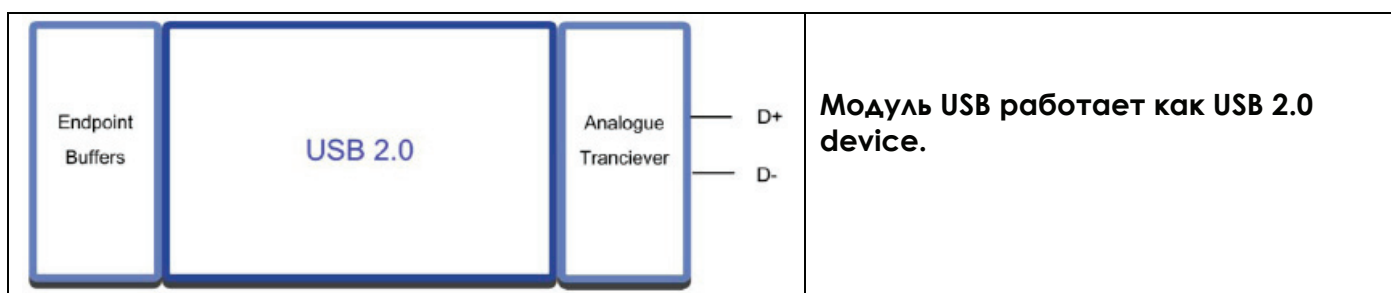 Endpoint
Buffers
USB 2.0
Analogue
Tranciever
D+
D-
Модуль USB работает как USB 2.0
device.